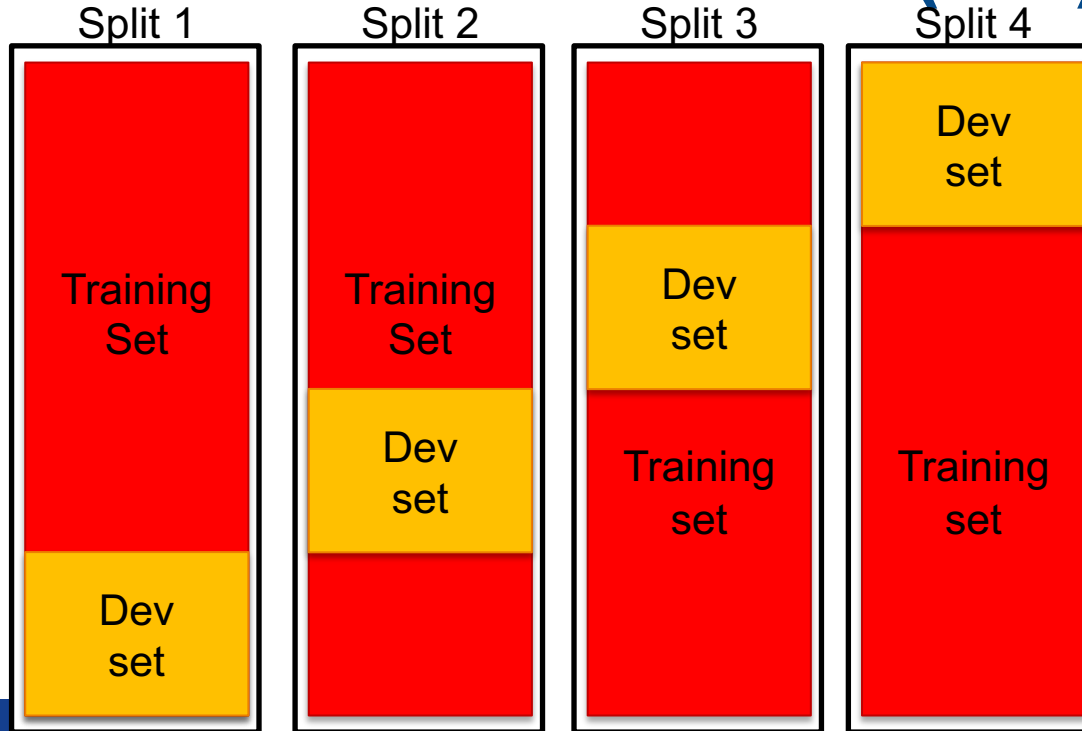 Split 1
Training
Set
Dev
set
Split 2
Training
Set
Dev
set
Split 3
Dev
set
Training
set
Split 4
Dev
set
Training
set